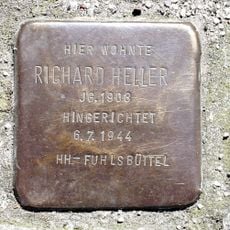 HIER WOHNTE
RICHARD HELLER
JG. 1908
HINGERICHTET
6.7.1944
HH.-FUHLSBÜTTEL